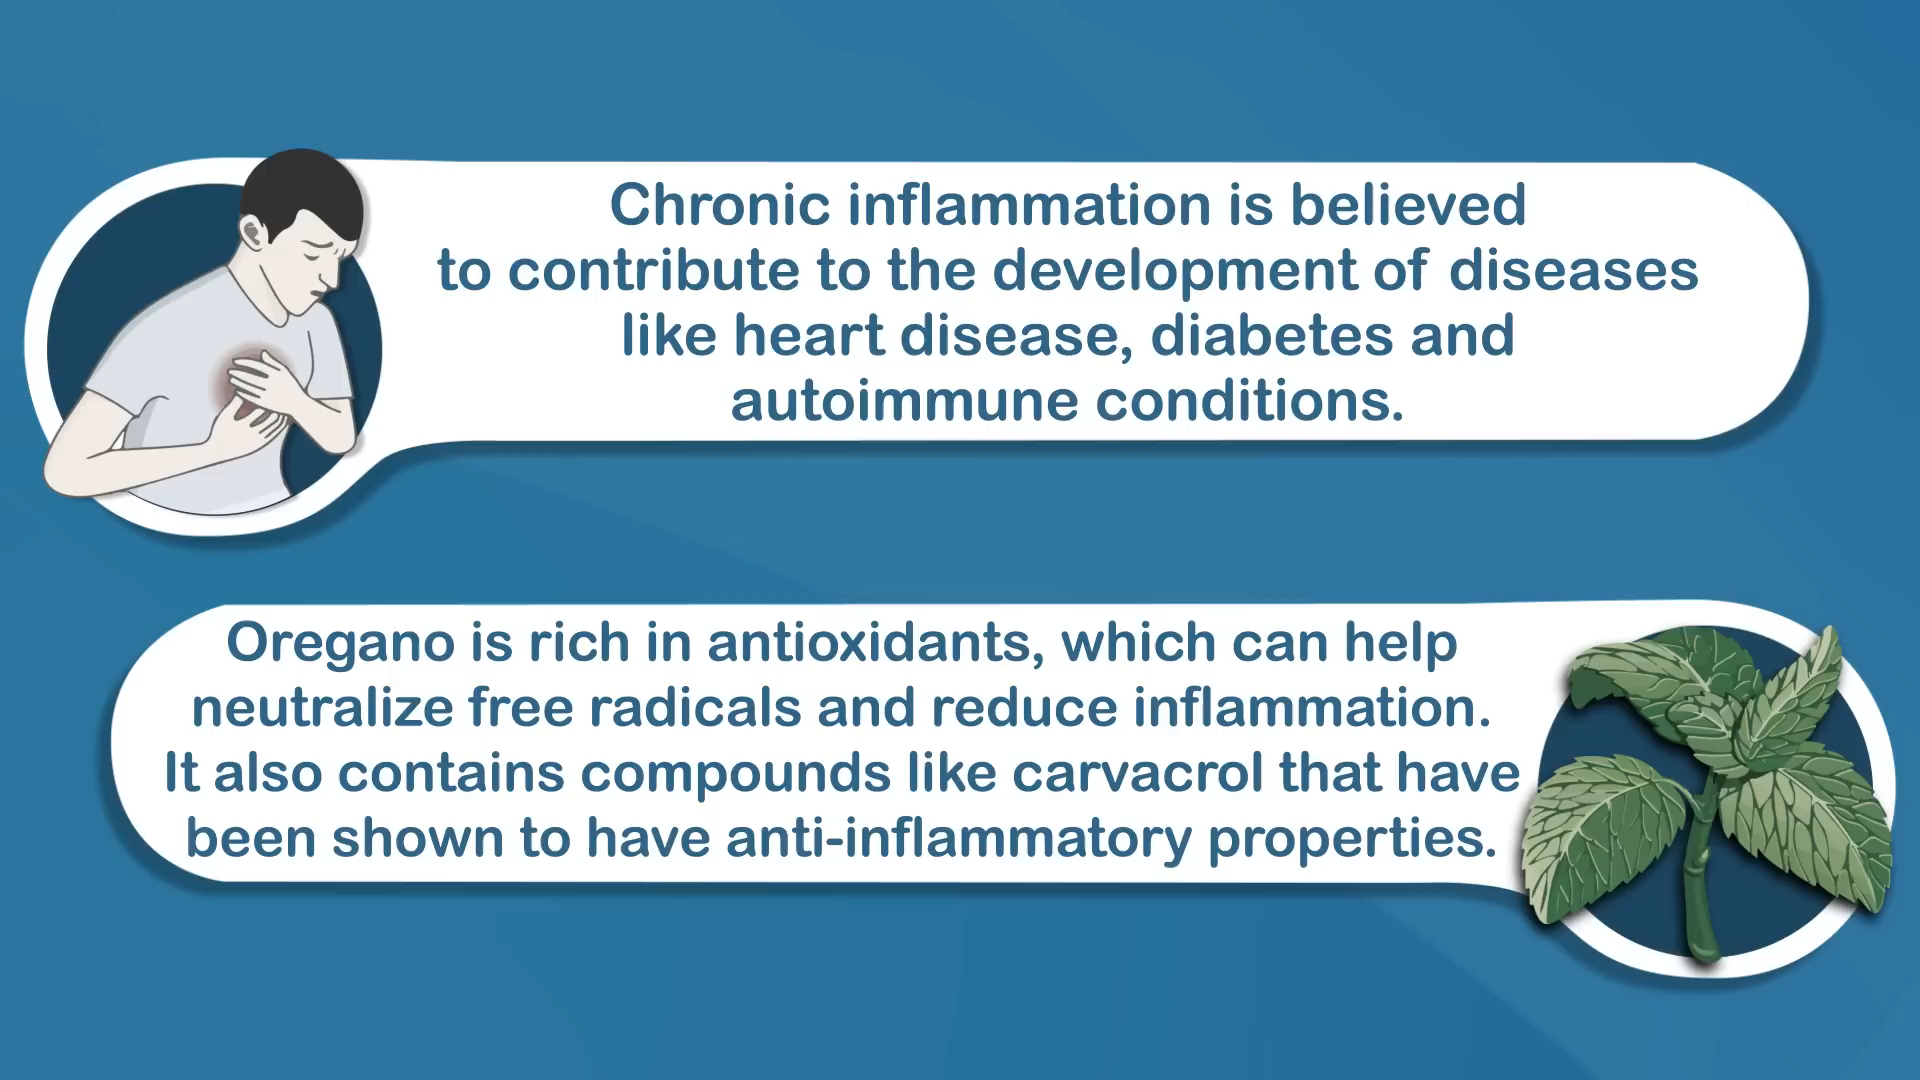 Chronic inflammation is believed
to contribute to the development of diseases
like heart disease, diabetes and
autoimmune conditions.
Oregano is rich in antioxidants, which can help
neutralize free radicals and reduce inflammation.
It also contains compounds like carvacrol that have
been shown to have anti-inflammatory properties.